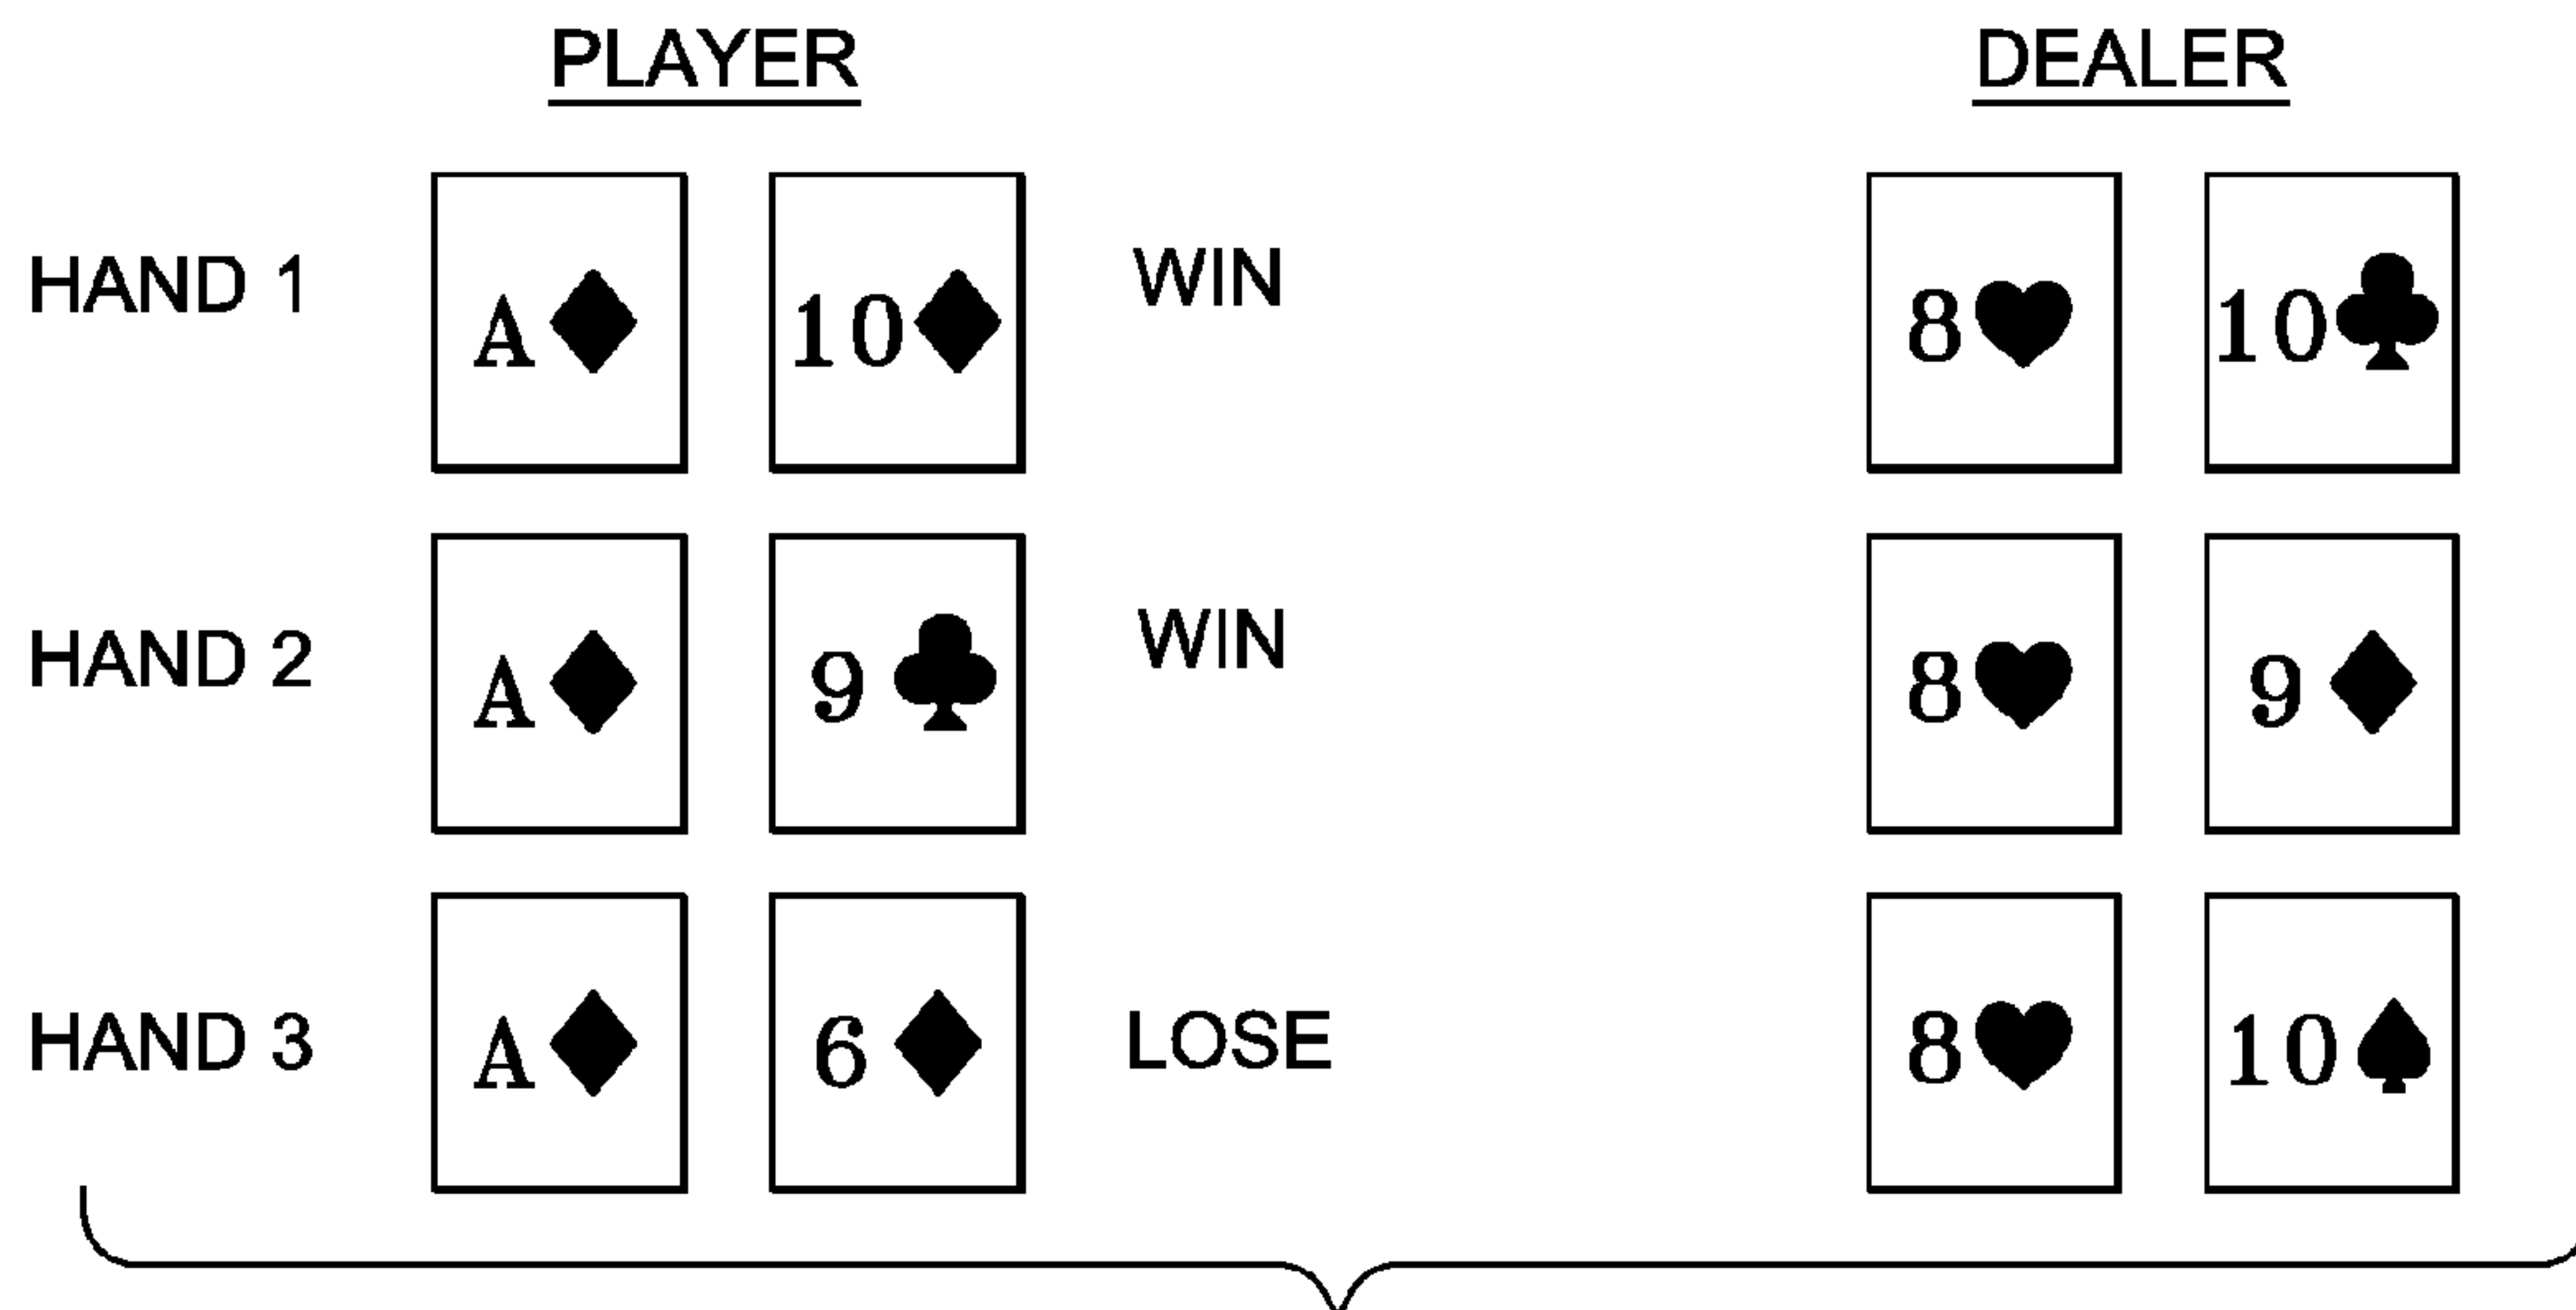 PLAYER DEALER
HAND 1 A♦ 10♦ WIN 8♥ 10♣
HAND 2 A♦ 9♣ WIN 8♥ 9♦
HAND 3 A♦ 6♦ LOSE 8♥ 10♠